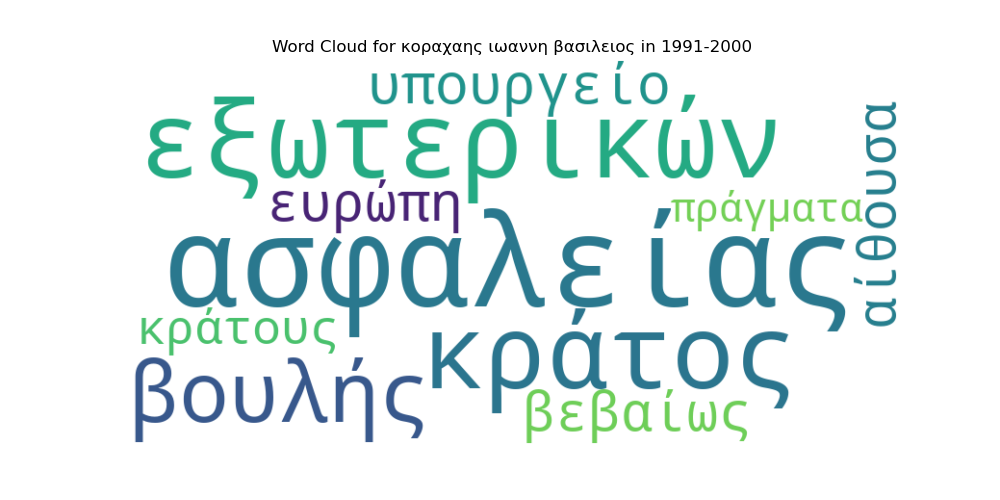 Word Cloud for κοραχαης ιωαννη βασιλειος in 1991-2000
υπουργείο
εξωτερικών
αίθουσα
ευρώπη
πράγματα
ασφαλείας
κράτους
κράτος
βουλής
βεβαίως